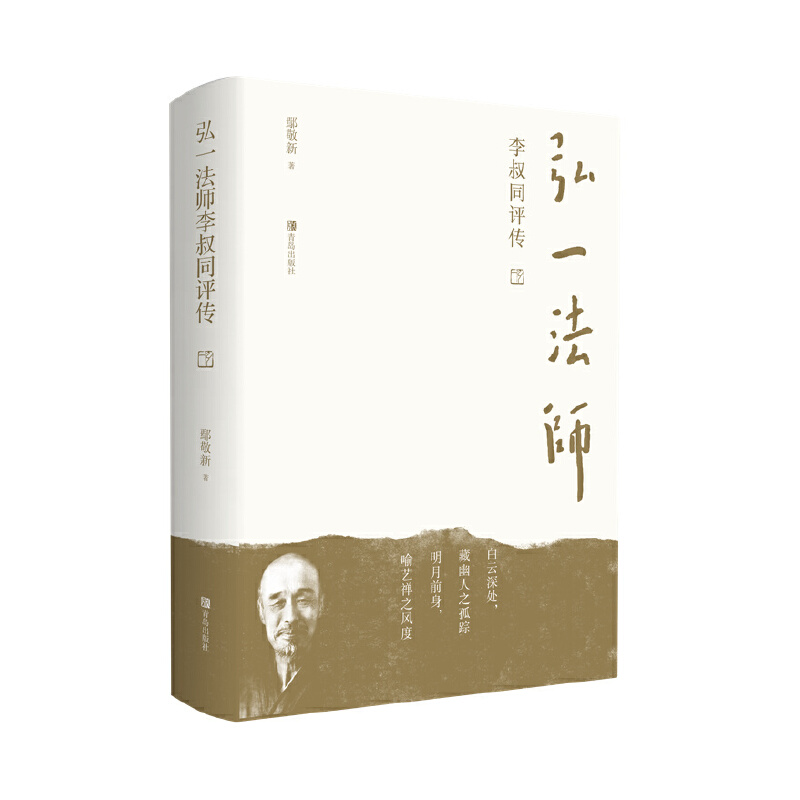 弘一法师
李叔同评传
鄢敬新
著
青岛出版社
白云深处，
藏幽人之孤踪
明月前身，
喻艺禅之风度
弘一法师李叔同评传
鄢敬新
著
青岛出版社